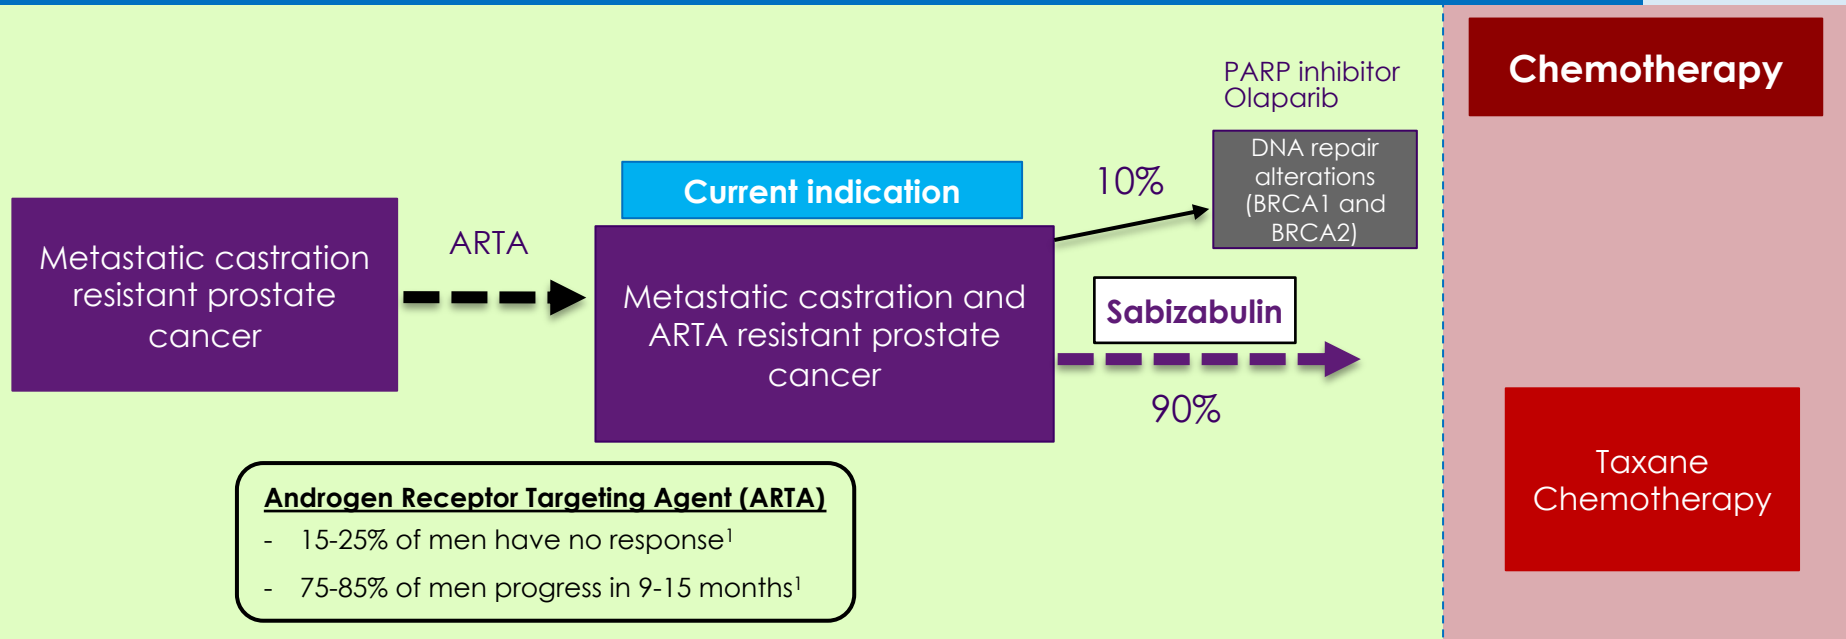 Chemotherapy
PARP inhibitor
Olaparib
DNA repair
alterations
(BRCA1 and
BRCA2)
10%
Current indication
Metastatic castration
resistant prostate
cancer
ARTA
Metastatic castration and
ARTA resistant prostate
cancer
Sabizabulin
90%
Taxane
Chemotherapy
Androgen Receptor Targeting Agent (ARTA)
- 15-25% of men have no response¹
- 75-85% of men progress in 9-15 months¹